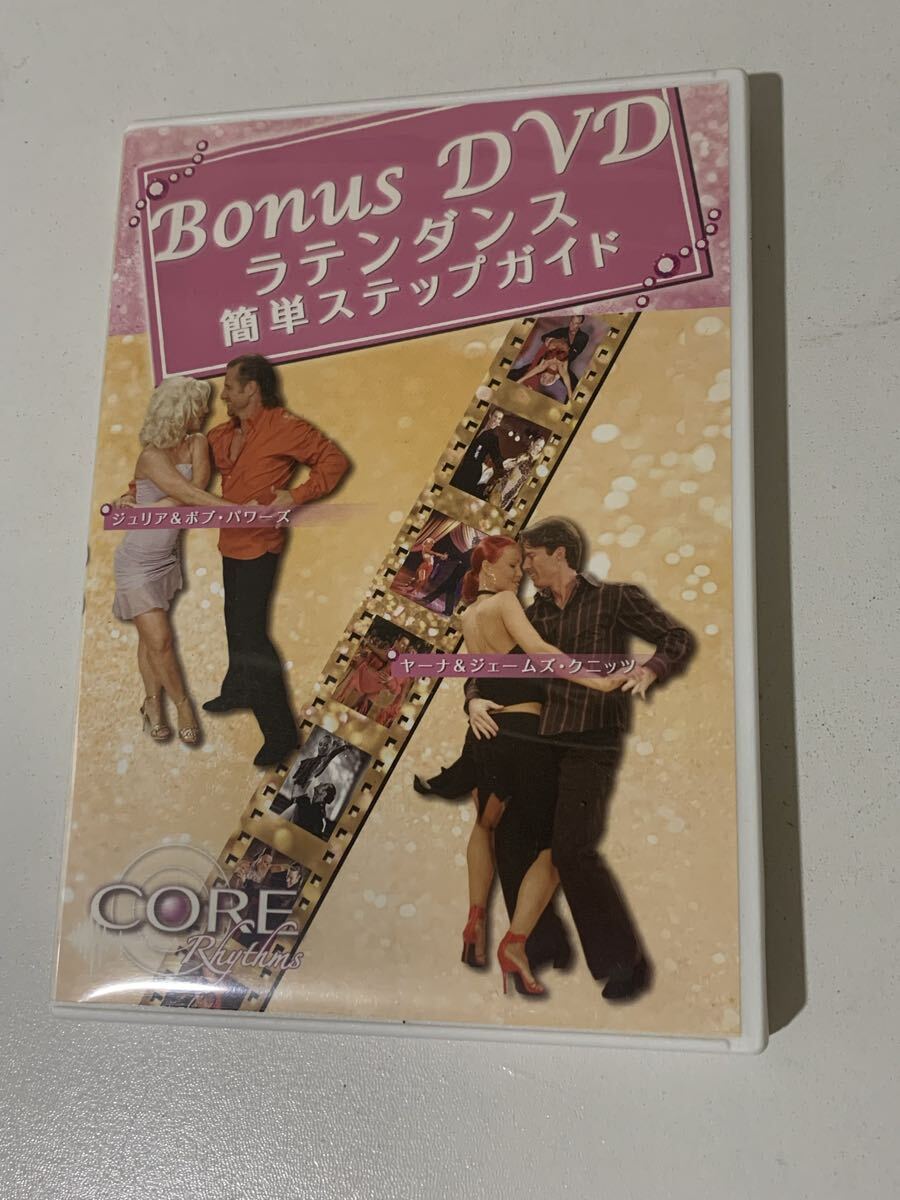 Bonus DVD
ラテンダンス
簡単ステップガイド
ジュリア&ボブ・パワーズ
ヤーナ&ジェームズ・クニッツ
CORE
Rhythms